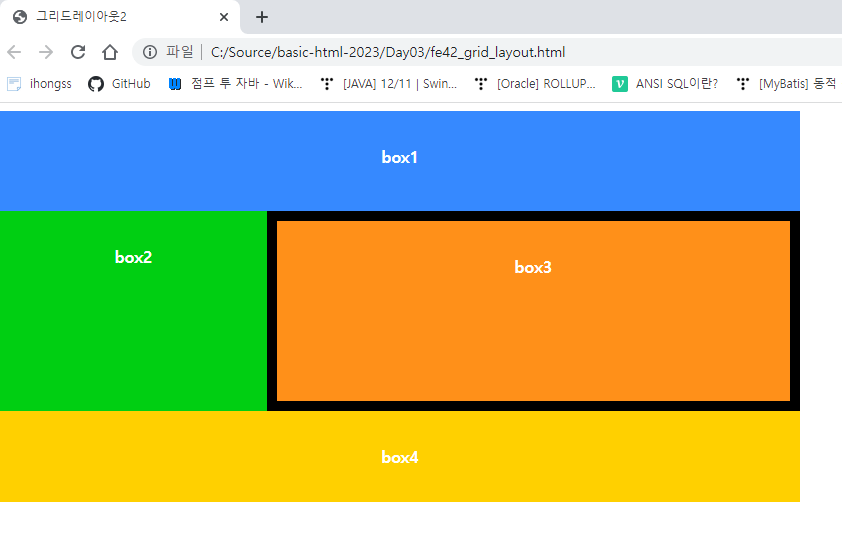 그리드레이아웃2
파일 C:/Source/basic-html-2023/Day03/fe42_grid_layout.html
ihongss GitHub 점프 투 자바 - Wik... [JAVA] 12/11 | Swin... [Oracle] ROLLUP... ANSI SQL이란? [MyBatis] 동적
box1
box2
box3
box4